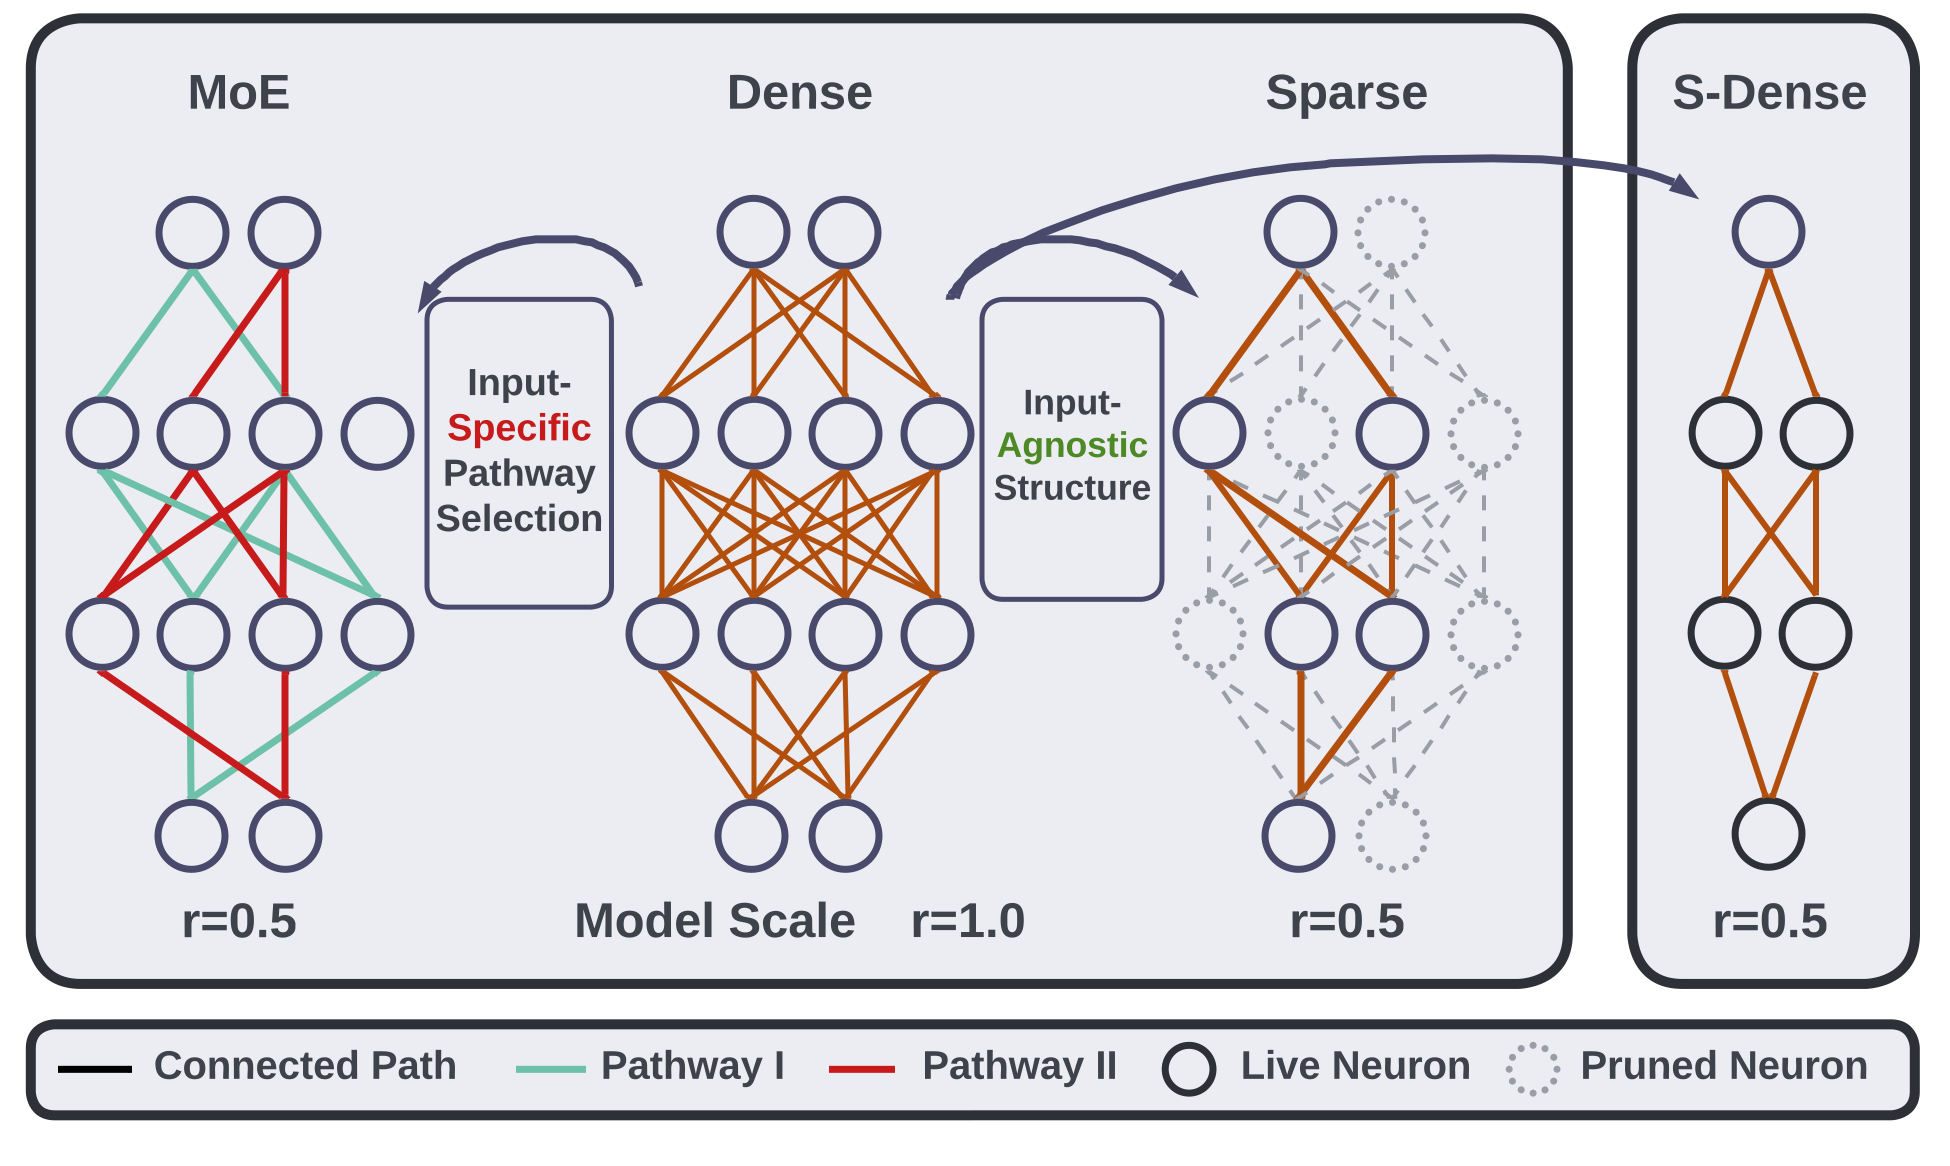 MoE
Dense
Sparse
S-Dense
Input-
Specific
Pathway
Selection
Input-
Agnostic
Structure
r=0.5
Model Scale r=1.0
r=0.5
r=0.5
Connected Path
Pathway I
Pathway II
Live Neuron
Pruned Neuron